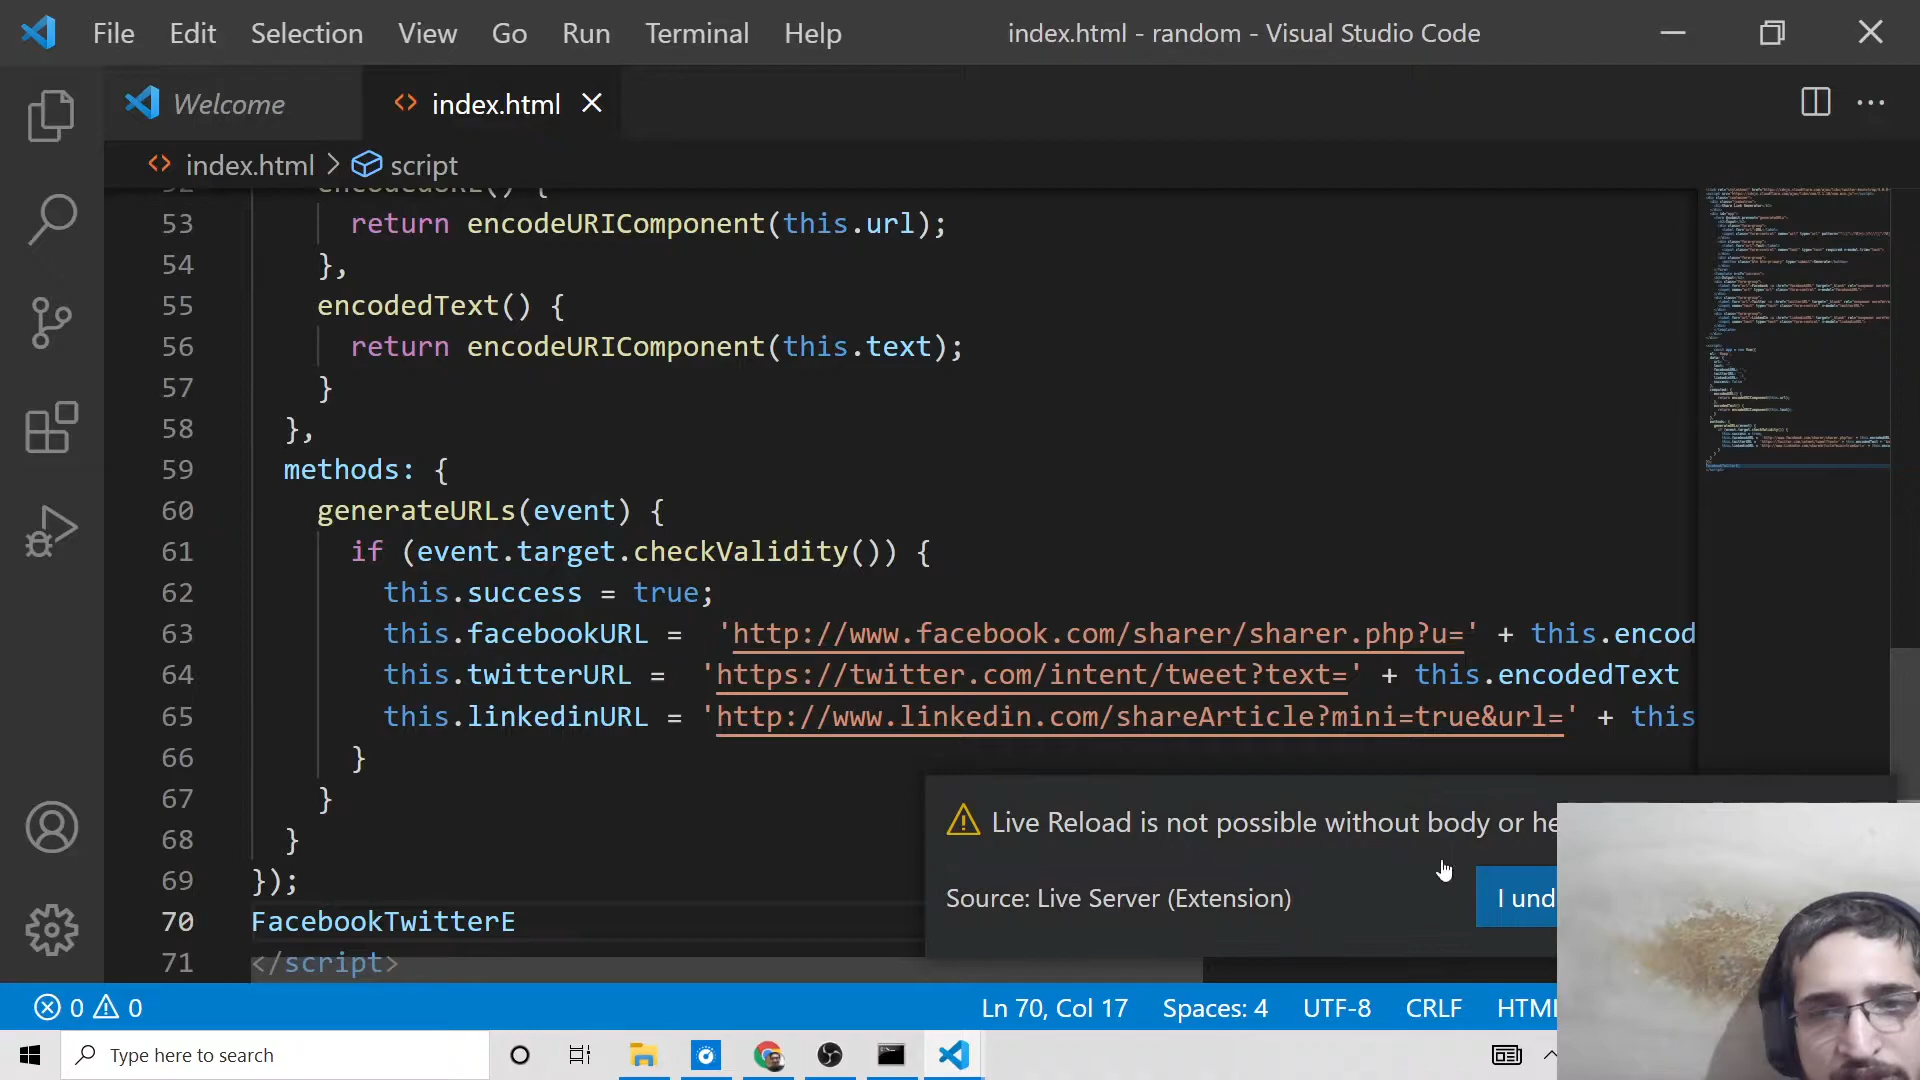 File Edit Selection View Go Run Terminal Help index.html - random - Visual Studio Code
Welcome index.html
index.html > script
53 return encodeURIComponent(this.url);
54 },
55 encodedText() {
56 return encodeURIComponent(this.text);
57 }
58 },
59 methods: {
60 generateURLs(event) {
61 if (event.target.checkValidity()) {
62 this.success = true;
63 this.facebookURL = 'http://www.facebook.com/sharer/sharer.php?u=' + this.encod
64 this.twitterURL = 'https://twitter.com/intent/tweet?text=' + this.encodedText
65 this.linkedinURL = 'http://www.linkedin.com/shareArticle?mini=true&url=' + this
66 }
67 }
68 }
69 });
70 FacebookTwitterE
71 </script>
Live Reload is not possible without body or he
Source: Live Server (Extension) I und
0 0 Ln 70, Col 17 Spaces: 4 UTF-8 CRLF HTML
Type here to search